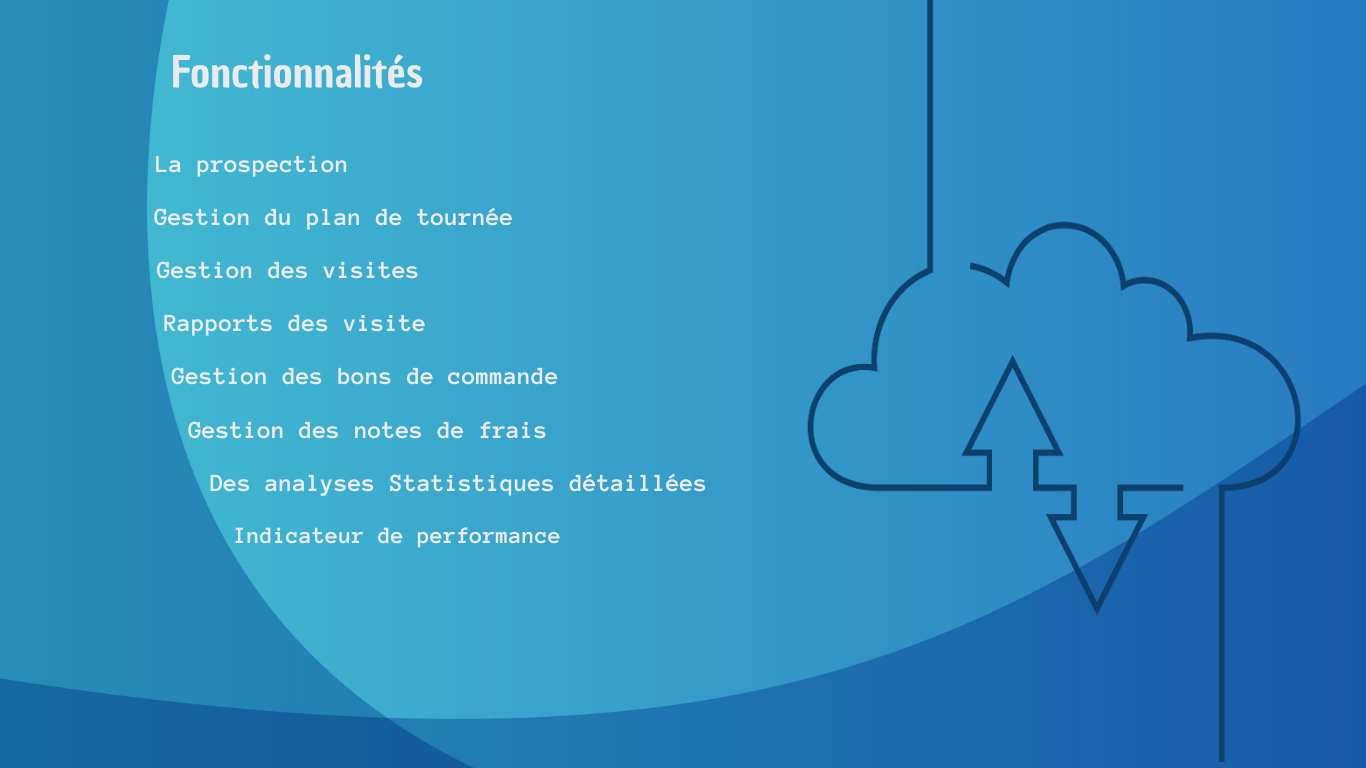 Fonctionnalités
La prospection
Gestion du plan de tournée
Gestion des visites
Rapports des visite
Gestion des bons de commande
Gestion des notes de frais
Des analyses Statistiques détaillées
Indicateur de performance